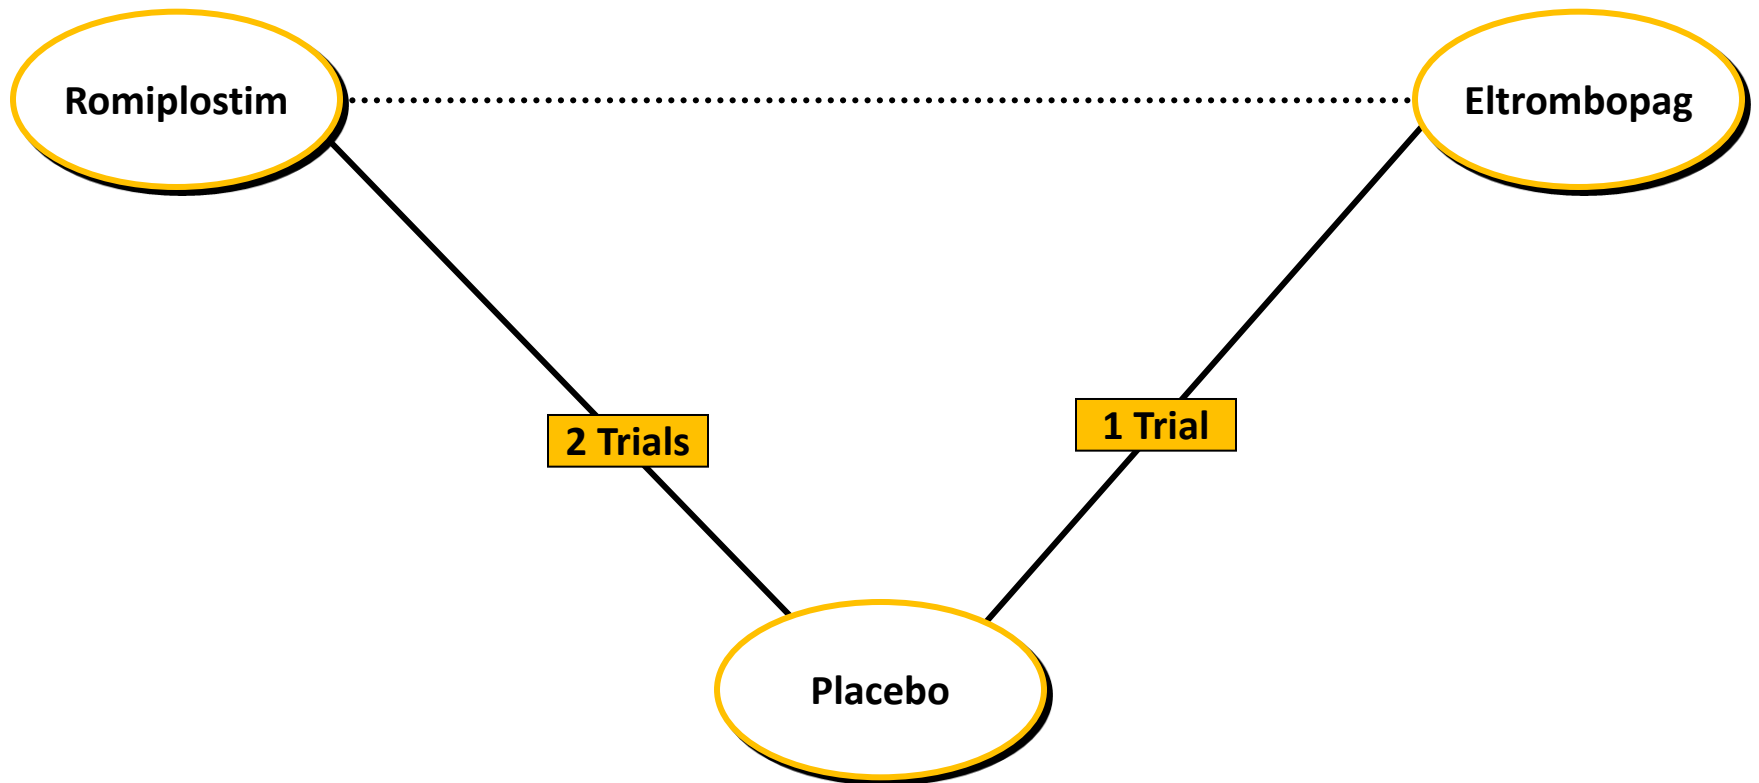 Romiplostim
Eltrombopag
2 Trials
1 Trial
Placebo